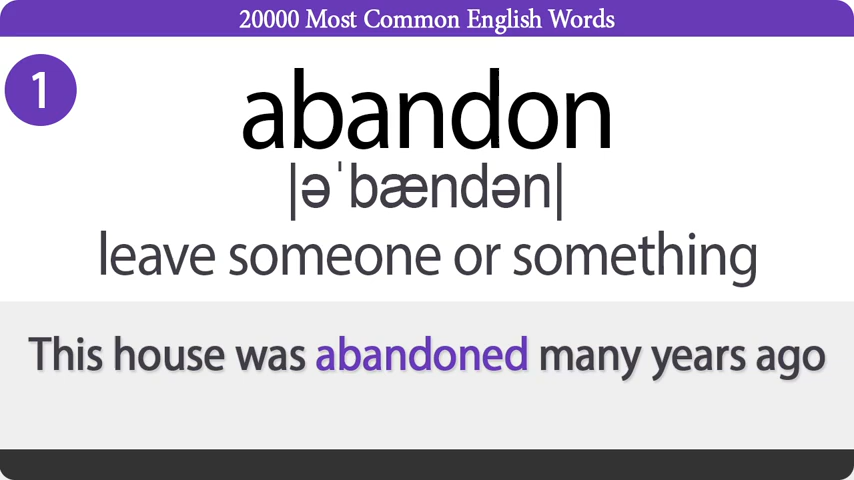 20000 Most Common English Words
1
abandon
|əˈbændən|
leave someone or something
This house was abandoned many years ago